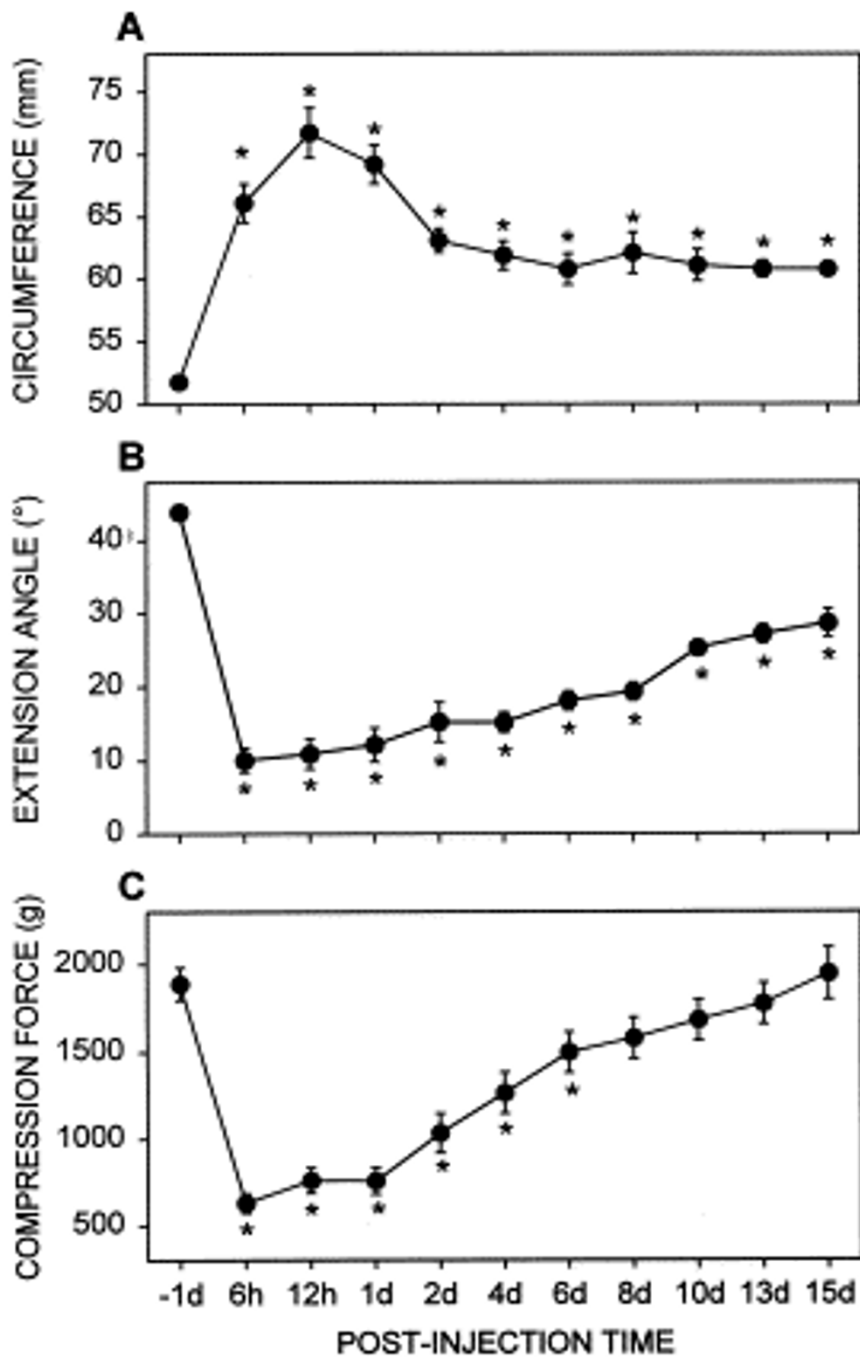 A
CIRCUMFERENCE (mm)
75
70
65
60
55
50
* * * * * * * * * *
B
EXTENSION ANGLE (°)
40
30
20
10
0
* * * * * * * * * *
C
COMPRESSION FORCE (g)
2000
1500
1000
500
* * * * * *
-1d 6h 12h 1d 2d 4d 6d 8d 10d 13d 15d
POST-INJECTION TIME